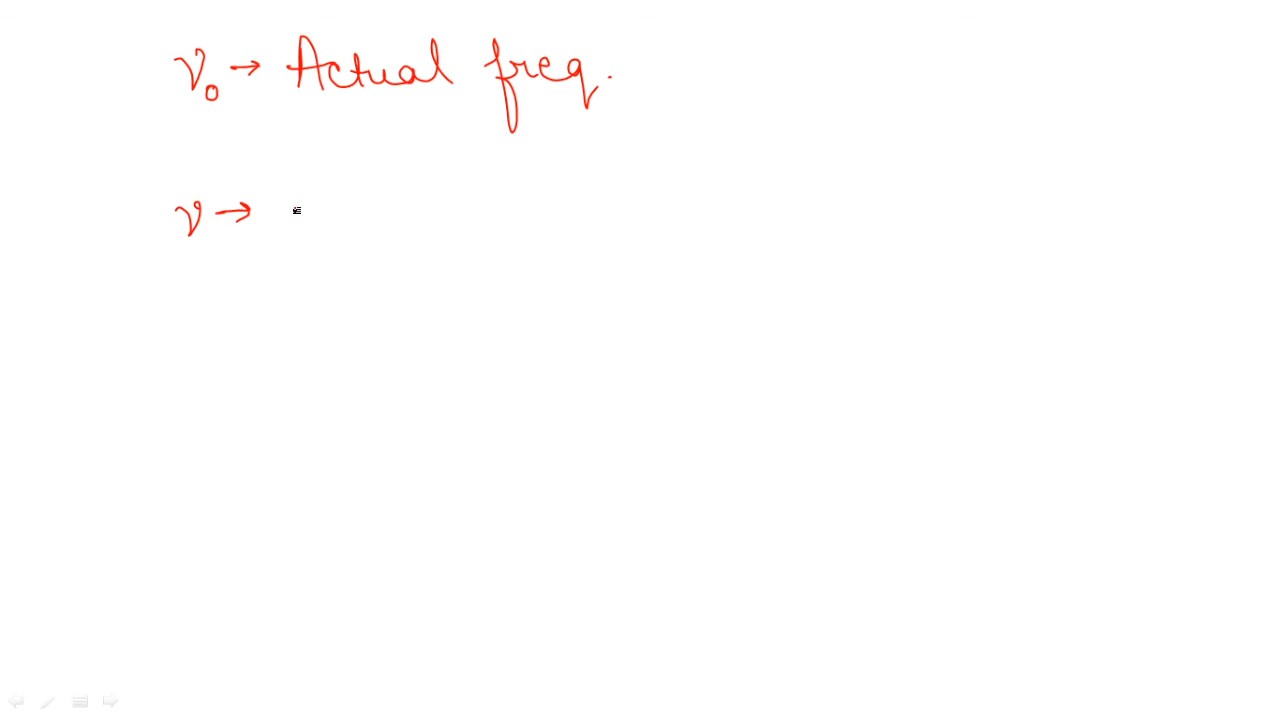 ν₀ → Actual freq.
ν →